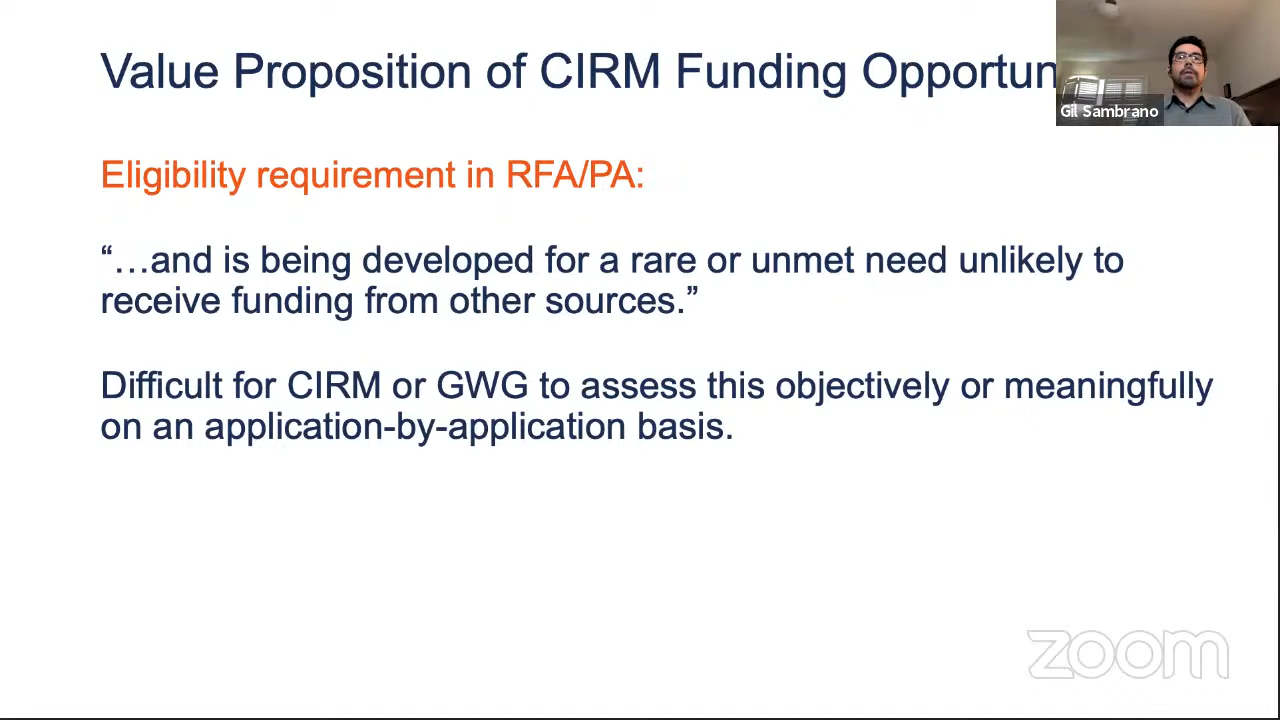 Value Proposition of CIRM Funding Opportun
Gil Sambrano
Eligibility requirement in RFA/PA:
“…and is being developed for a rare or unmet need unlikely to
receive funding from other sources.”
Difficult for CIRM or GWG to assess this objectively or meaningfully
on an application-by-application basis.
zoom